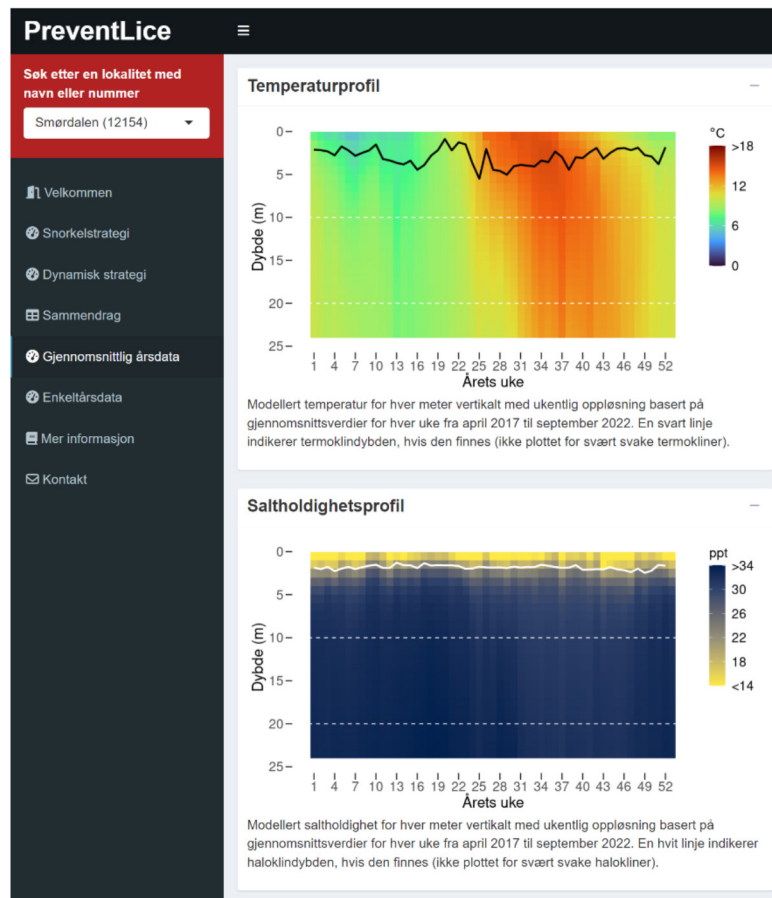 PreventLice
Søk etter en lokalitet med
navn eller nummer
Smørdalen (12154)
Velkommen
Snorkelstrategi
Dynamisk strategi
Sammendrag
Gjennomsnittlig årsdata
Enkeltårsdata
Mer informasjon
Kontakt
Temperaturprofil
°C
>18
12
6
0
Dybde (m)
0
5
10
15
20
25
1 4 7 10 13 16 19 22 25 28 31 34 37 40 43 46 49 52
Årets uke
Modellert temperatur for hver meter vertikalt med ukentlig oppløsning basert på
gjennomsnittsverdier for hver uke fra april 2017 til september 2022. En svart linje
indikerer termoklindybden, hvis den finnes (ikke plottet for svært svake termokliner).
Saltholdighetsprofil
ppt
>34
30
26
22
18
<14
Dybde (m)
0
5
10
15
20
25
1 4 7 10 13 16 19 22 25 28 31 34 37 40 43 46 49 52
Årets uke
Modellert saltholdighet for hver meter vertikalt med ukentlig oppløsning basert på
gjennomsnittsverdier for hver uke fra april 2017 til september 2022. En hvit linje indikerer
haloklindybden, hvis den finnes (ikke plottet for svært svake halokliner).